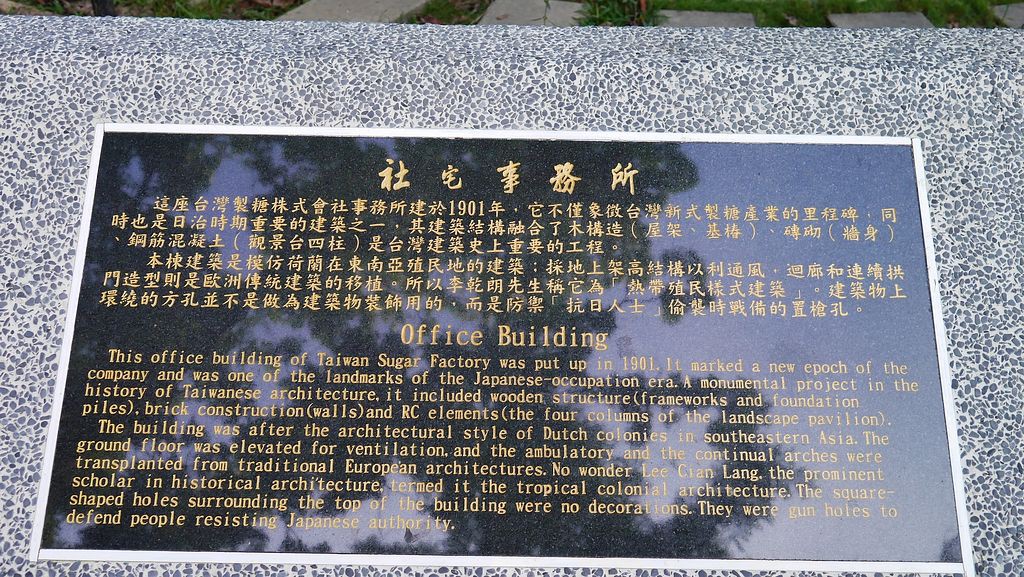 社宅事務所
這座台灣製糖株式會社事務所建於1901年，它不僅象徵台灣新式製糖產業的里程碑，同
時也是日治時期重要的建築之一，其建築結構融合了木構造（屋架、基樁）、磚砌（牆身）
、鋼筋混凝土（觀景台四柱）是台灣建築史上重要的工程。
本棟建築是模仿荷蘭在東南亞殖民地的建築；採地上架高結構以利通風，迴廊和連續拱
門造型則是歐洲傳統建築的移植。所以李乾朗先生稱它為「熱帶殖民樣式建築」。建築物上
環繞的方孔並不是做為建築物裝飾用的，而是防禦「抗日人士」偷襲時戰備的置槍孔。
Office Building
This office building of Taiwan Sugar Factory was put up in 1901. It marked a new epoch of the
company and was one of the landmarks of the Japanese-occupation era. A monumental project in the
history of Taiwanese architecture, it included wooden structure(frameworks and foundation
piles), brick construction(walls)and RC elements(the four columns of the landscape pavilion).
The building was after the architectural style of Dutch colonies in southeastern Asia. The
ground floor was elevated for ventilation, and the ambulatory and the continual arches were
transplanted from traditional European architectures. No wonder Lee Cian Lang, the prominent
scholar in historical architecture, termed it the tropical colonial architecture. The square-
shaped holes surrounding the top of the building were no decorations. They were gun holes to
defend people resisting Japanese authority.